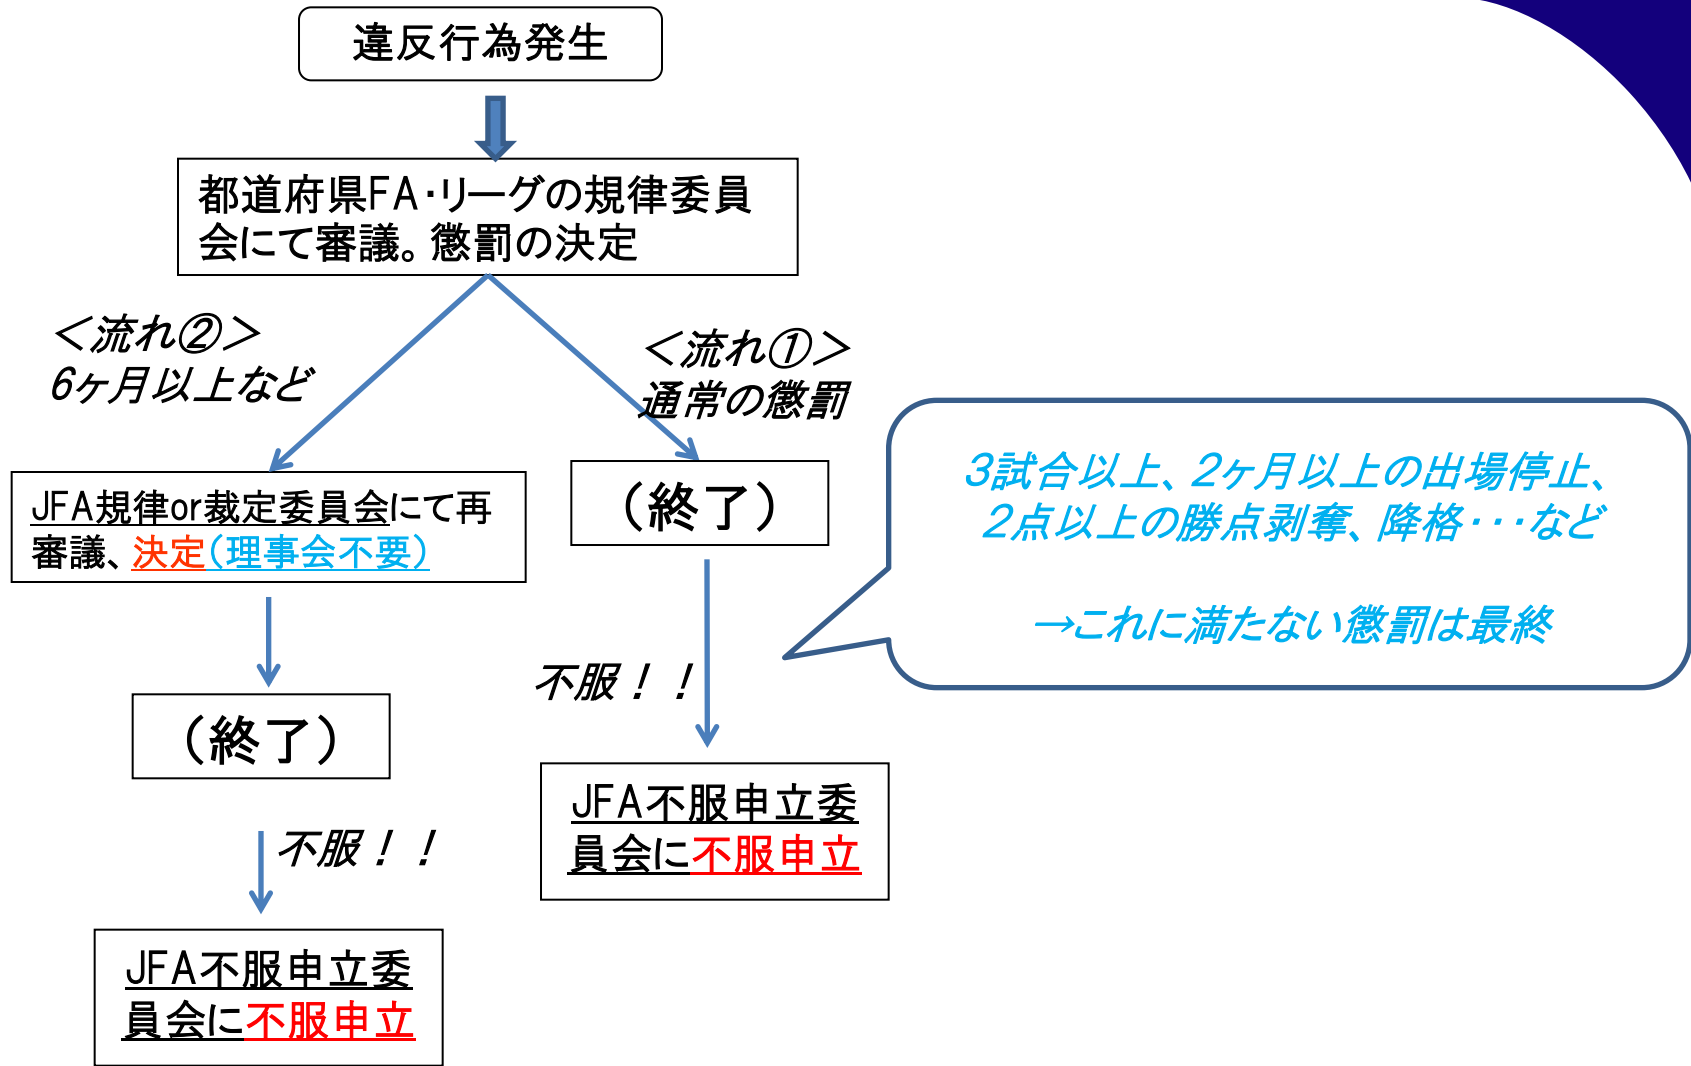 違反行為発生
都道府県FA・リーグの規律委員
会にて審議。懲罰の決定
＜流れ②＞
6ヶ月以上など
＜流れ①＞
通常の懲罰
JFA規律or裁定委員会にて再
審議、決定(理事会不要)
（終了）
3試合以上、2ヶ月以上の出場停止、
2点以上の勝点剥奪、降格・・・など
→これに満たない懲罰は最終
不服！！
（終了）
JFA不服申立委
員会に不服申立
不服！！
JFA不服申立委
員会に不服申立